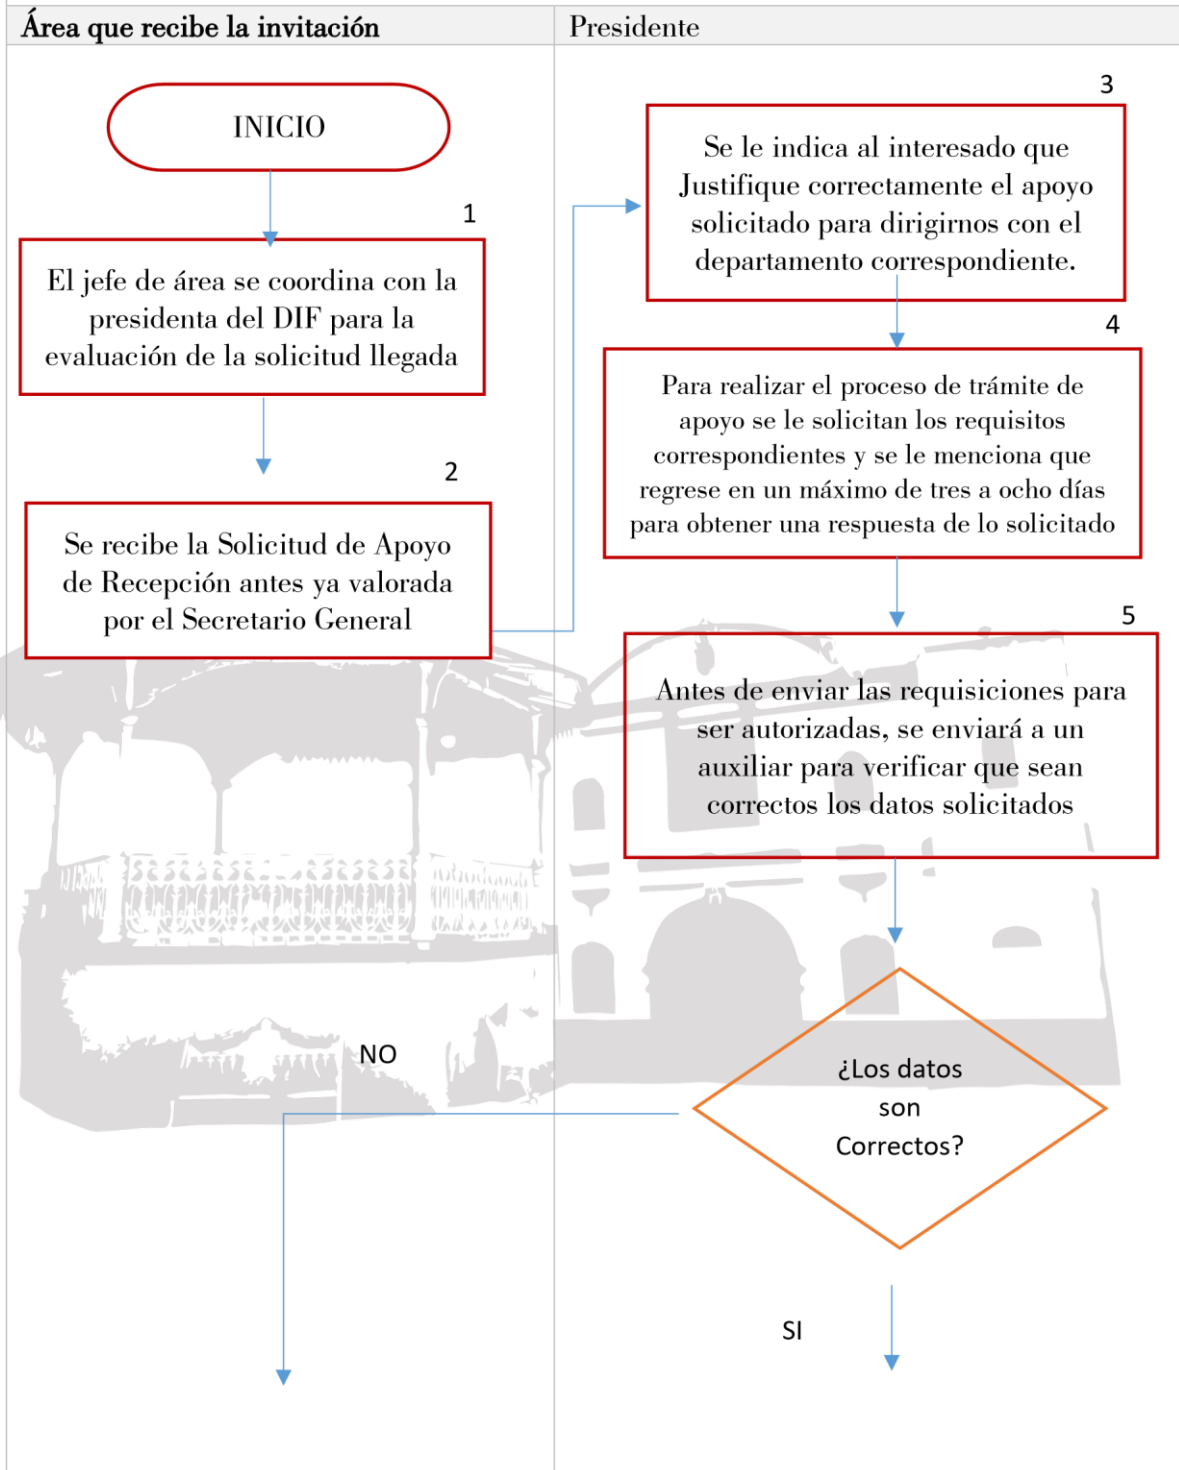 Área que recibe la invitación
Presidente
INICIO
1
El jefe de área se coordina con la
presidenta del DIF para la
evaluación de la solicitud llegada
2
Se recibe la Solicitud de Apoyo
de Recepción antes ya valorada
por el Secretario General
3
Se le indica al interesado que
Justifique correctamente el apoyo
solicitado para dirigirnos con el
departamento correspondiente.
4
Para realizar el proceso de trámite de
apoyo se le solicitan los requisitos
correspondientes y se le menciona que
regrese en un máximo de tres a ocho días
para obtener una respuesta de lo solicitado
5
Antes de enviar las requisiciones para
ser autorizadas, se enviará a un
auxiliar para verificar que sean
correctos los datos solicitados
¿Los datos
son
Correctos?
NO
SI